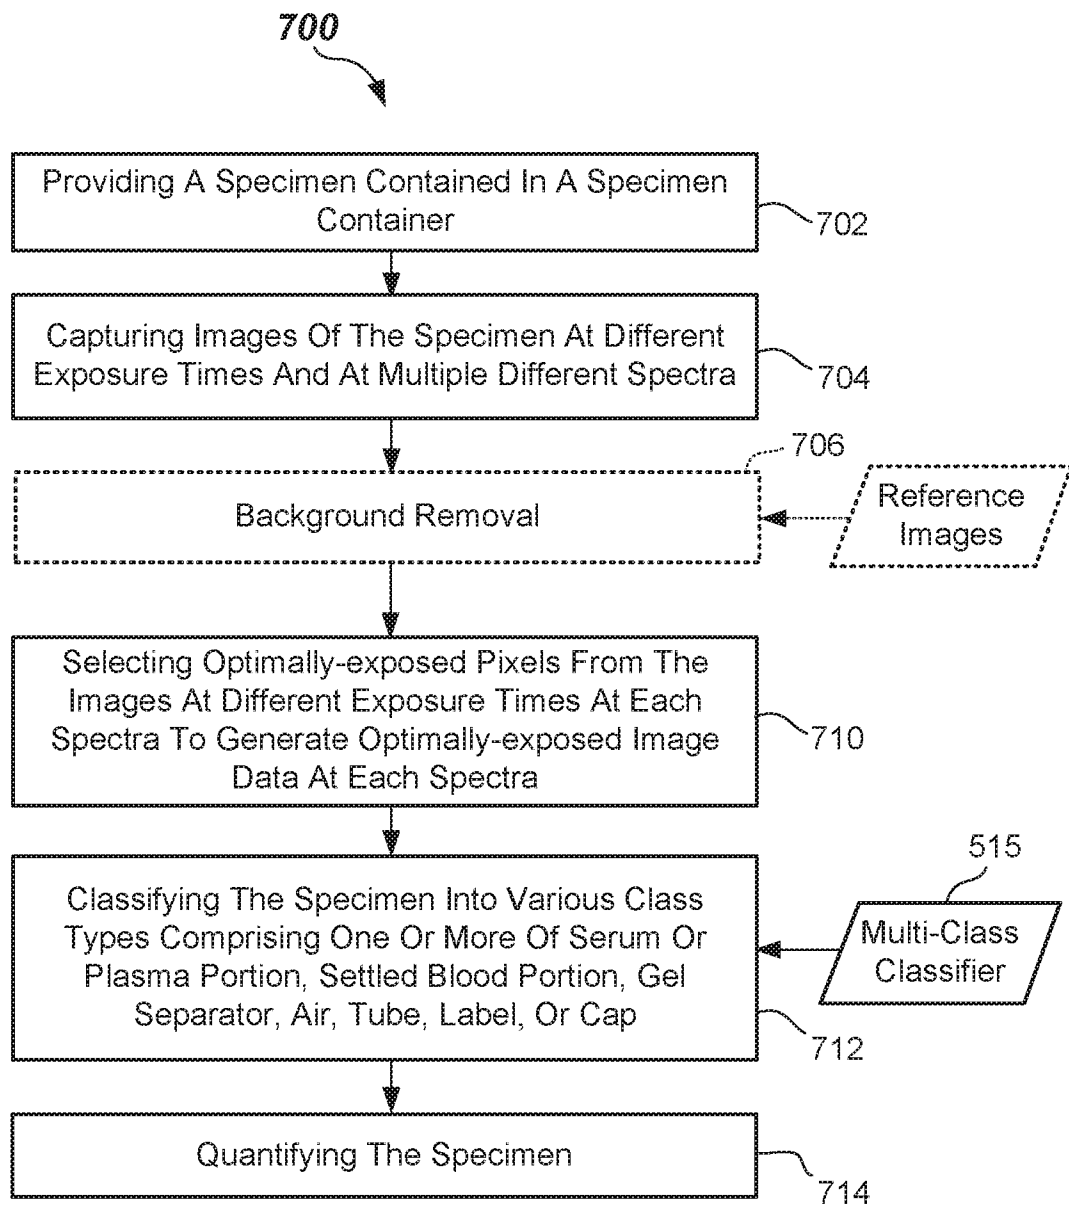 700
Providing A Specimen Contained In A Specimen
Container
702
Capturing Images Of The Specimen At Different
Exposure Times And At Multiple Different Spectra
704
706
Background Removal
Reference
Images
Selecting Optimally-exposed Pixels From The
Images At Different Exposure Times At Each
Spectra To Generate Optimally-exposed Image
Data At Each Spectra
710
515
Classifying The Specimen Into Various Class
Types Comprising One Or More Of Serum Or
Plasma Portion, Settled Blood Portion, Gel
Separator, Air, Tube, Label, Or Cap
Multi-Class
Classifier
712
Quantifying The Specimen
714